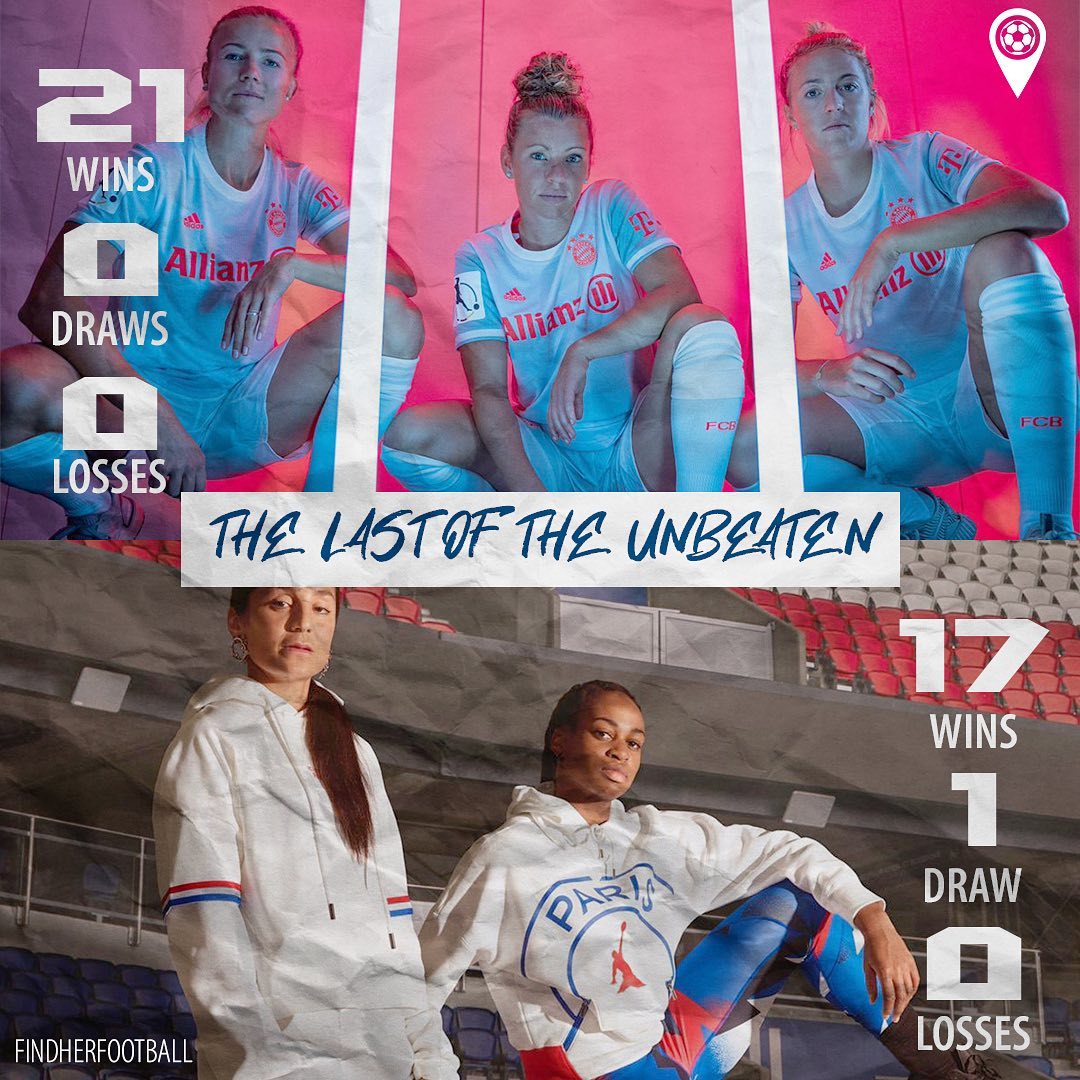 21
WINS
0
DRAWS
0
LOSSES
adidas
Allianz
T
adidas
Allianz
T
FCB
adidas
T
FCB
THE LAST OF THE UNBEATEN
17
WINS
1
DRAW
0
LOSSES
PARIS
FINDHERFOOTBALL